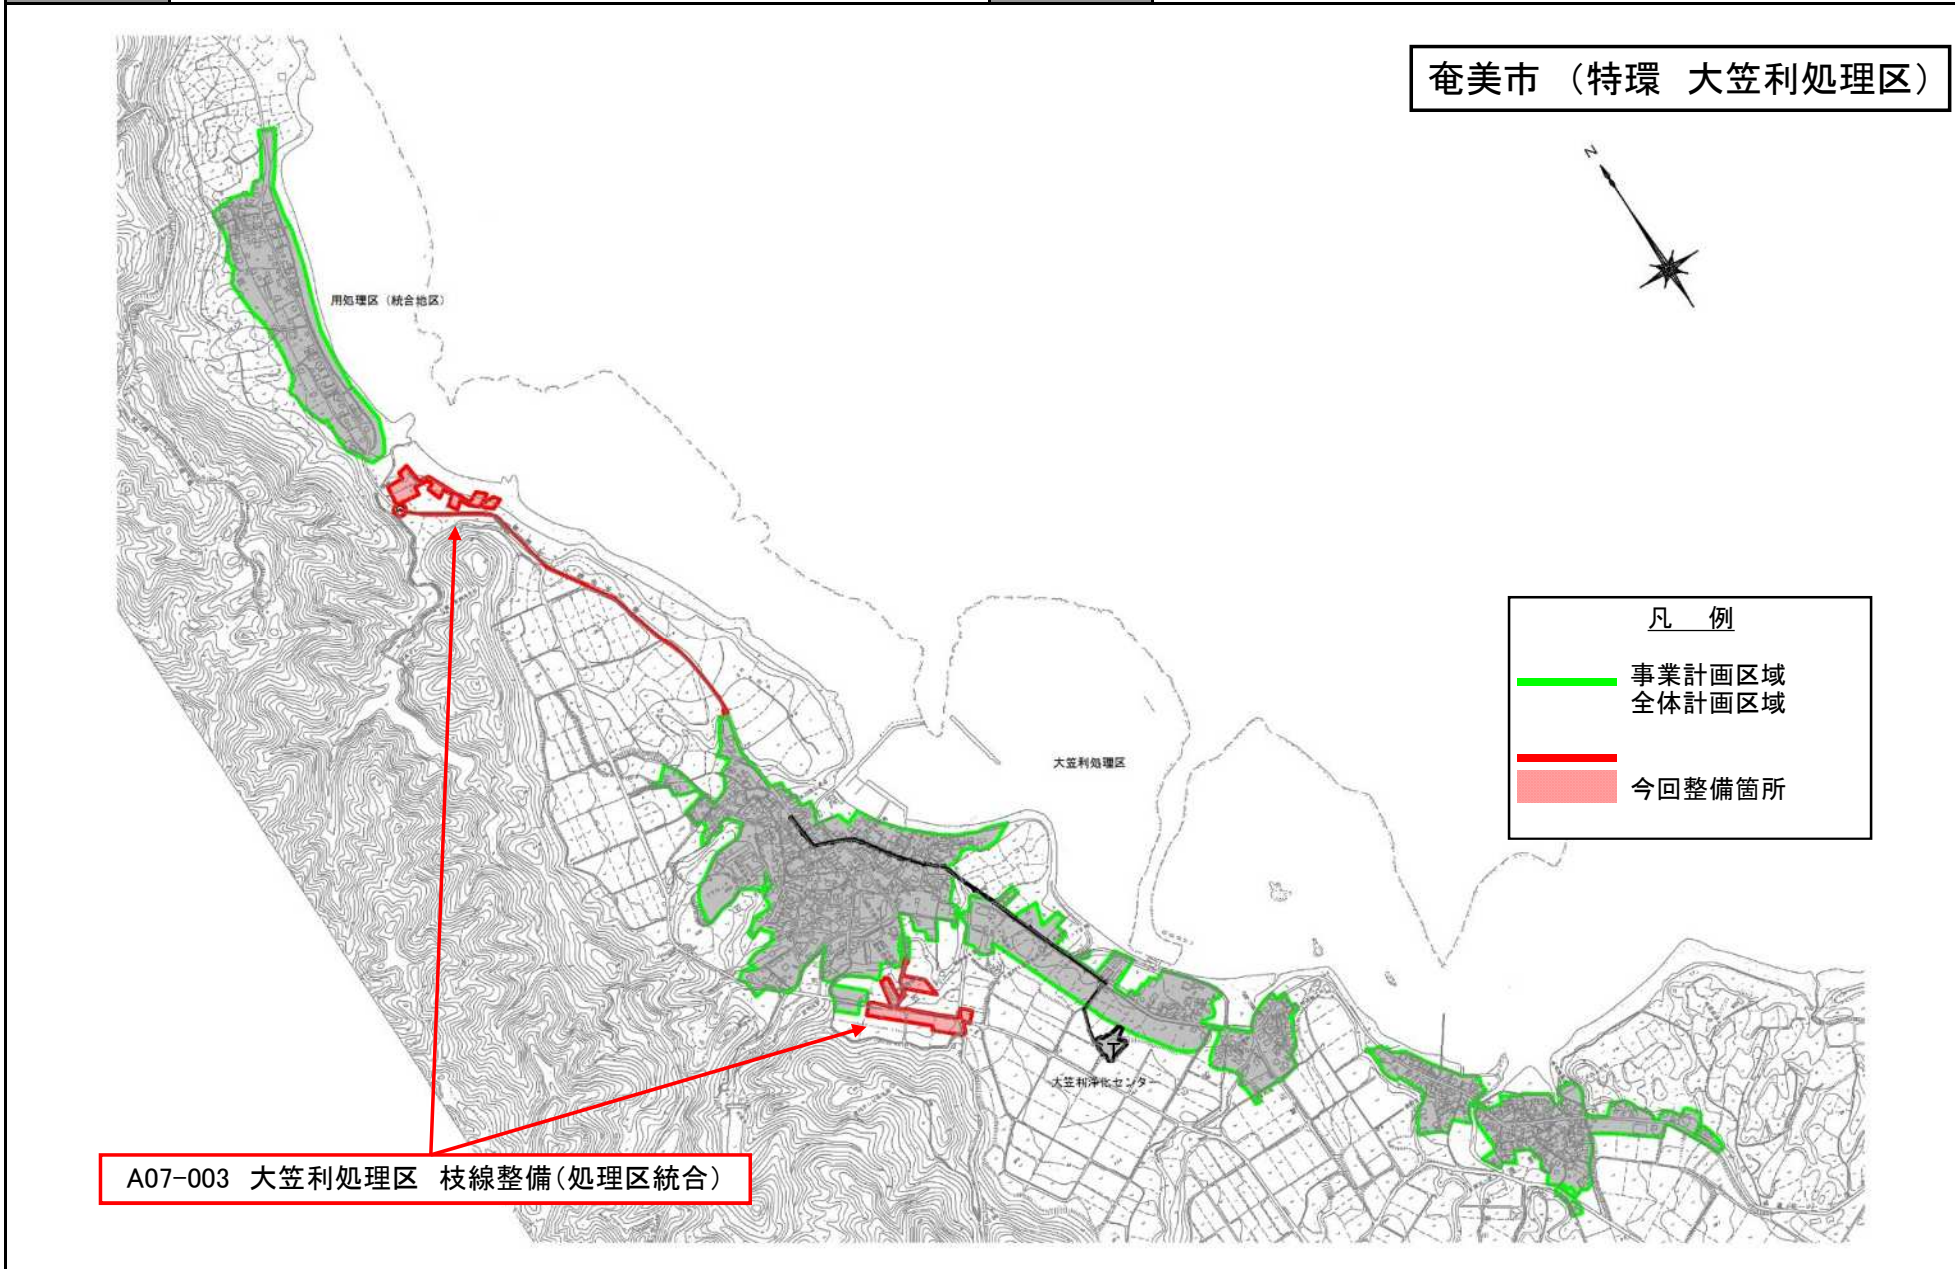 奄美市 （特環 大笠利処理区）
N
用処理区（統合地区）
凡 例
事業計画区域
全体計画区域
今回整備箇所
大笠利処理区
T
大笠利浄化センター
A07-003 大笠利処理区 枝線整備（処理区統合）